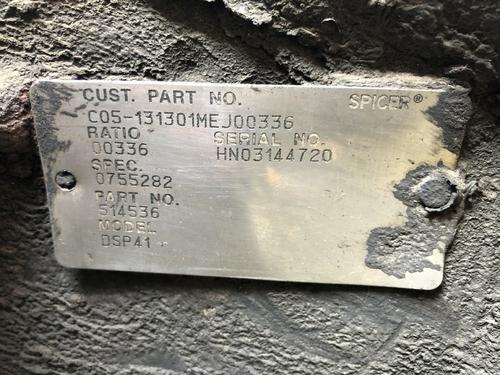 CUST. PART NO. SPICER®
C05-131301MEJ00336
RATIO SERIAL NO.
00336 HN03144720
SPEC.
0755282
PART NO.
514536
MODEL
DSP41